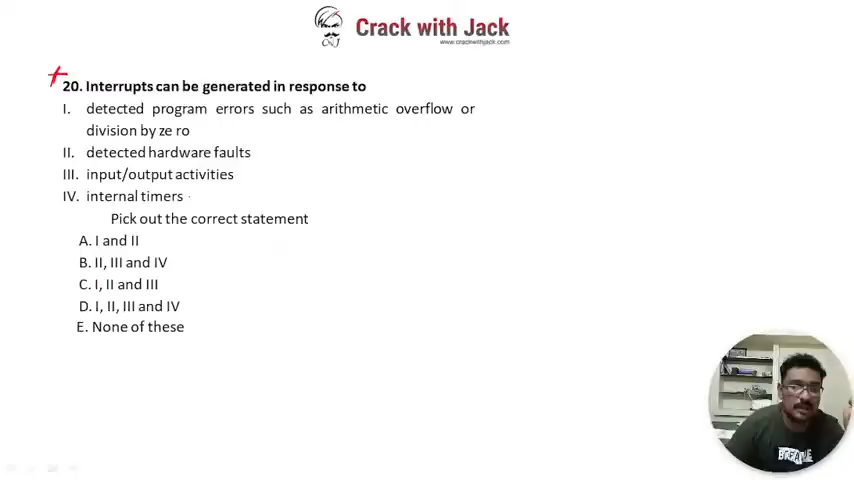 Crack with Jack
CWJ
www.crackwithjack.com
20. Interrupts can be generated in response to
I. detected program errors such as arithmetic overflow or
division by ze ro
II. detected hardware faults
III. input/output activities
IV. internal timers
Pick out the correct statement
A. I and II
B. II, III and IV
C. I, II and III
D. I, II, III and IV
E. None of these